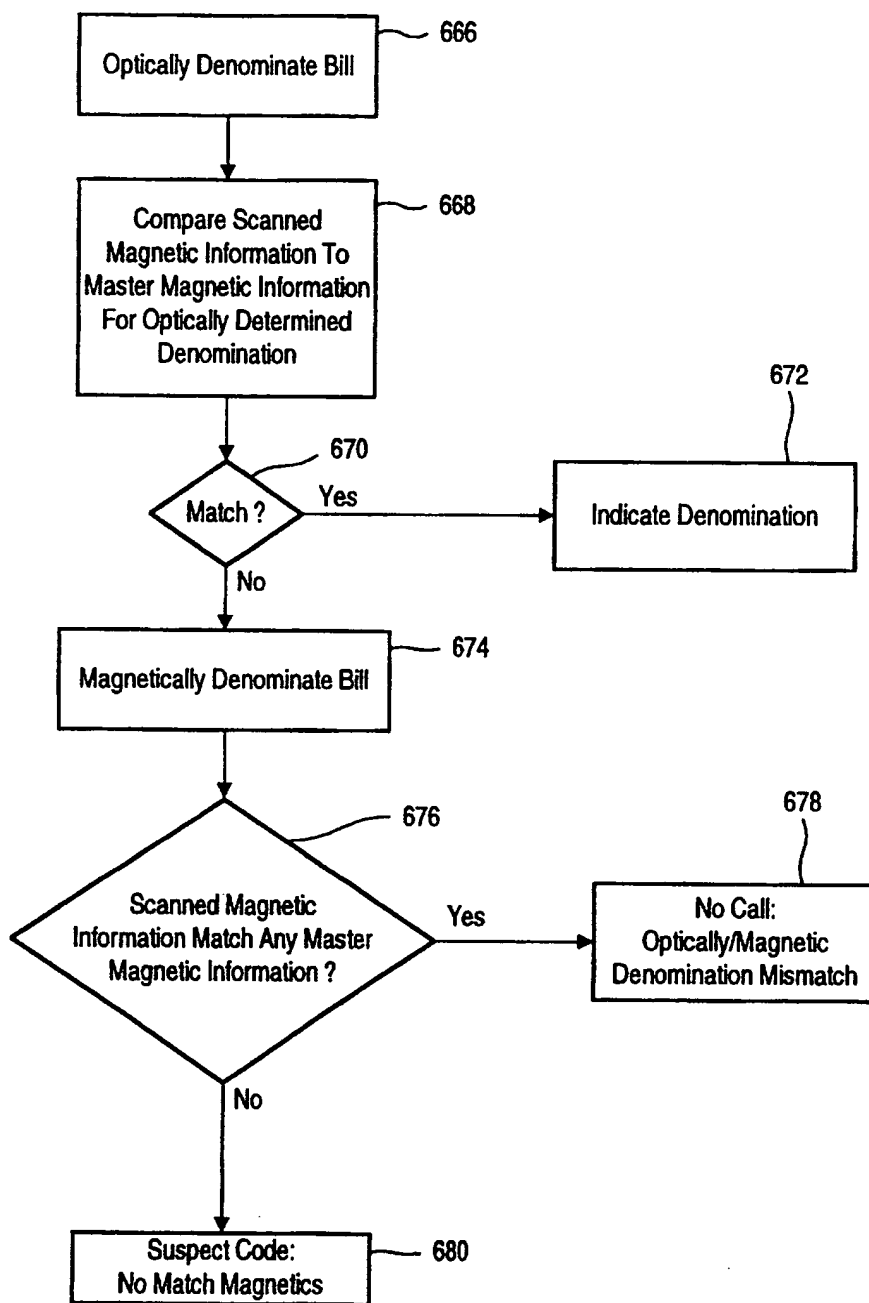 Optically Denominate Bill
666
Compare Scanned
Magnetic Information To
Master Magnetic Information
For Optically Determined
Denomination
668
670
Match ?
Yes
672
Indicate Denomination
No
Magnetically Denominate Bill
674
676
Scanned Magnetic
Information Match Any Master
Magnetic Information ?
Yes
678
No Call:
Optically/Magnetic
Denomination Mismatch
No
Suspect Code:
No Match Magnetics
680